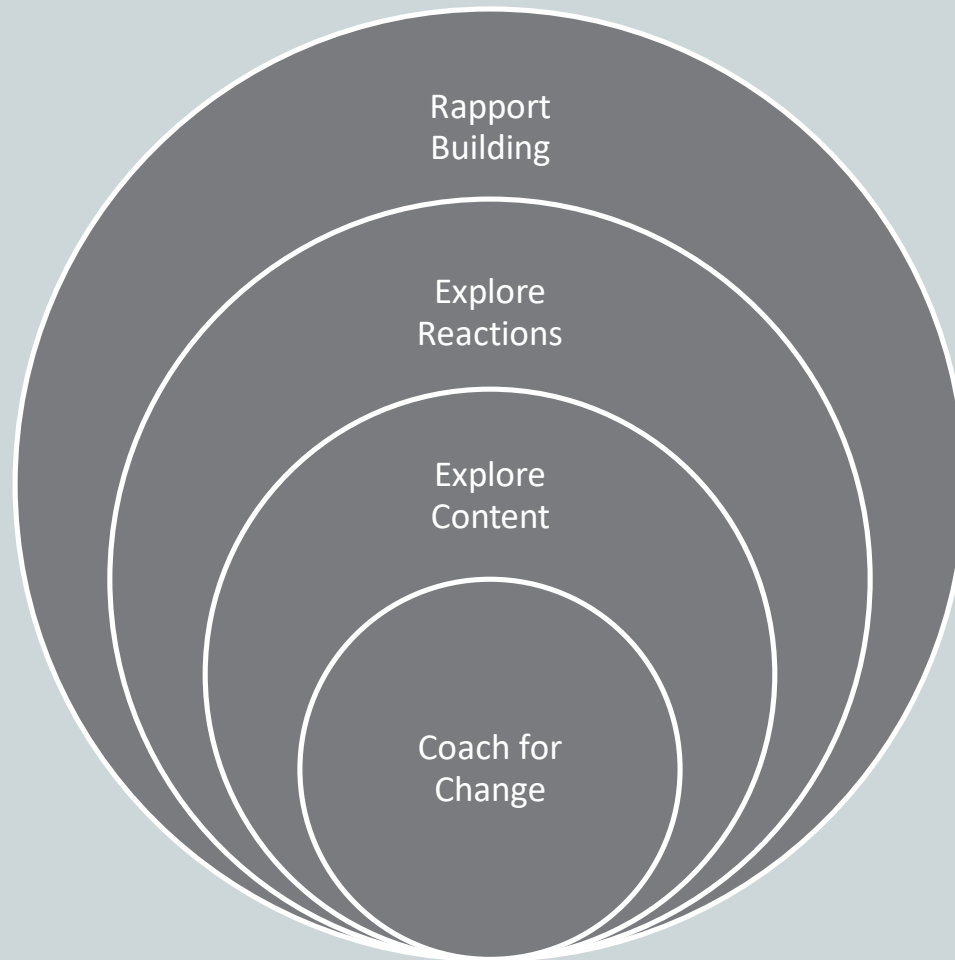 Rapport
Building
Explore
Reactions
Explore
Content
Coach for
Change